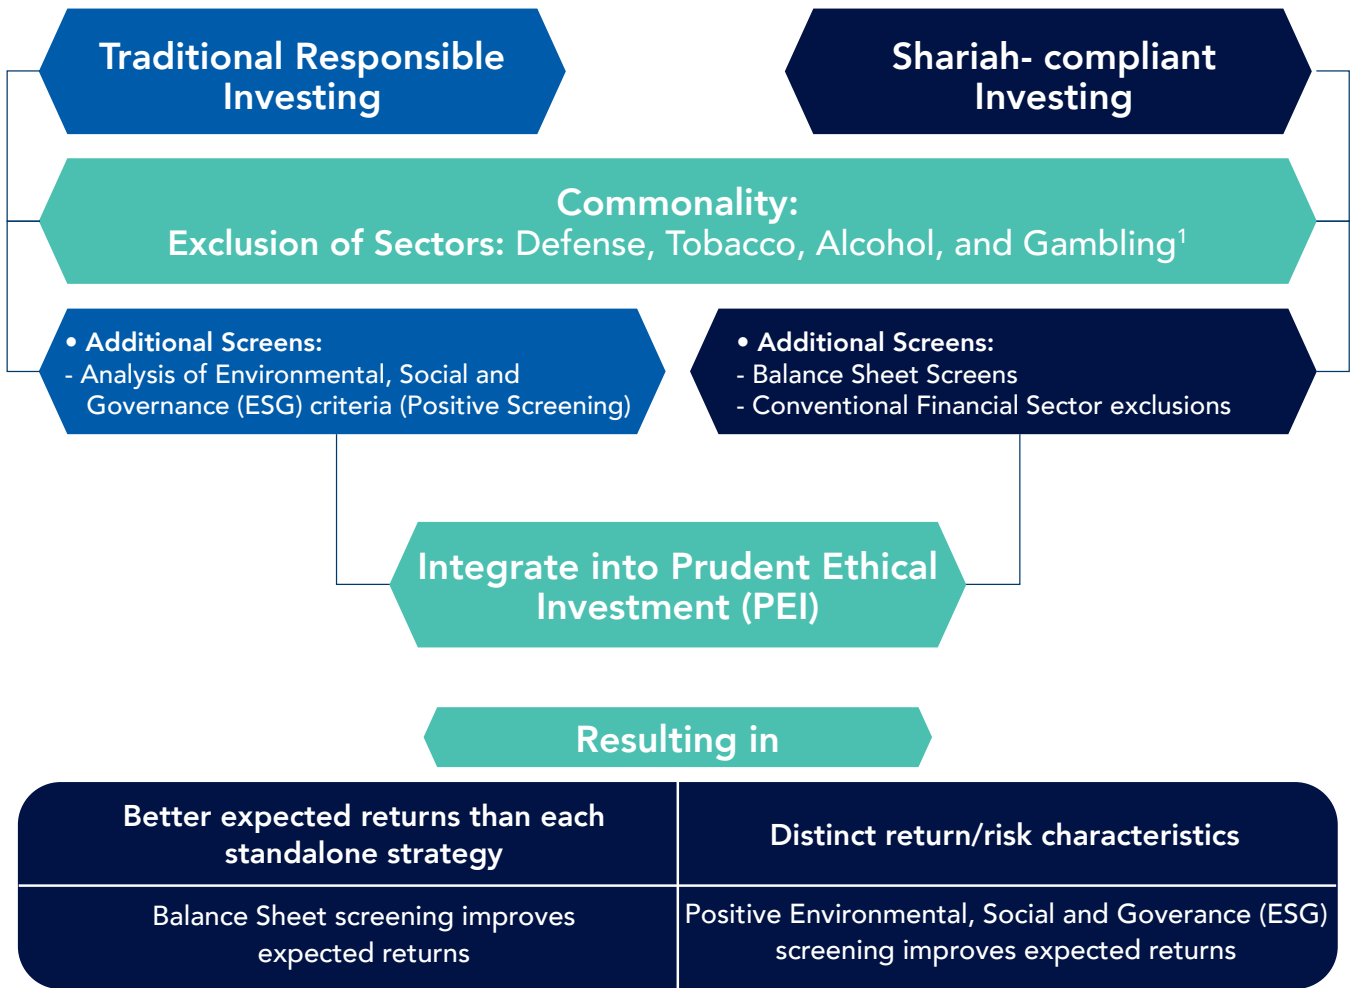 Traditional Responsible
Investing
Shariah- compliant
Investing
Commonality:
Exclusion of Sectors: Defense, Tobacco, Alcohol, and Gambling¹
• Additional Screens:
- Analysis of Environmental, Social and
Governance (ESG) criteria (Positive Screening)
• Additional Screens:
- Balance Sheet Screens
- Conventional Financial Sector exclusions
Integrate into Prudent Ethical
Investment (PEI)
Resulting in
Better expected returns than each
standalone strategy
Distinct return/risk characteristics
Balance Sheet screening improves
expected returns
Positive Environmental, Social and Goverance (ESG)
screening improves expected returns